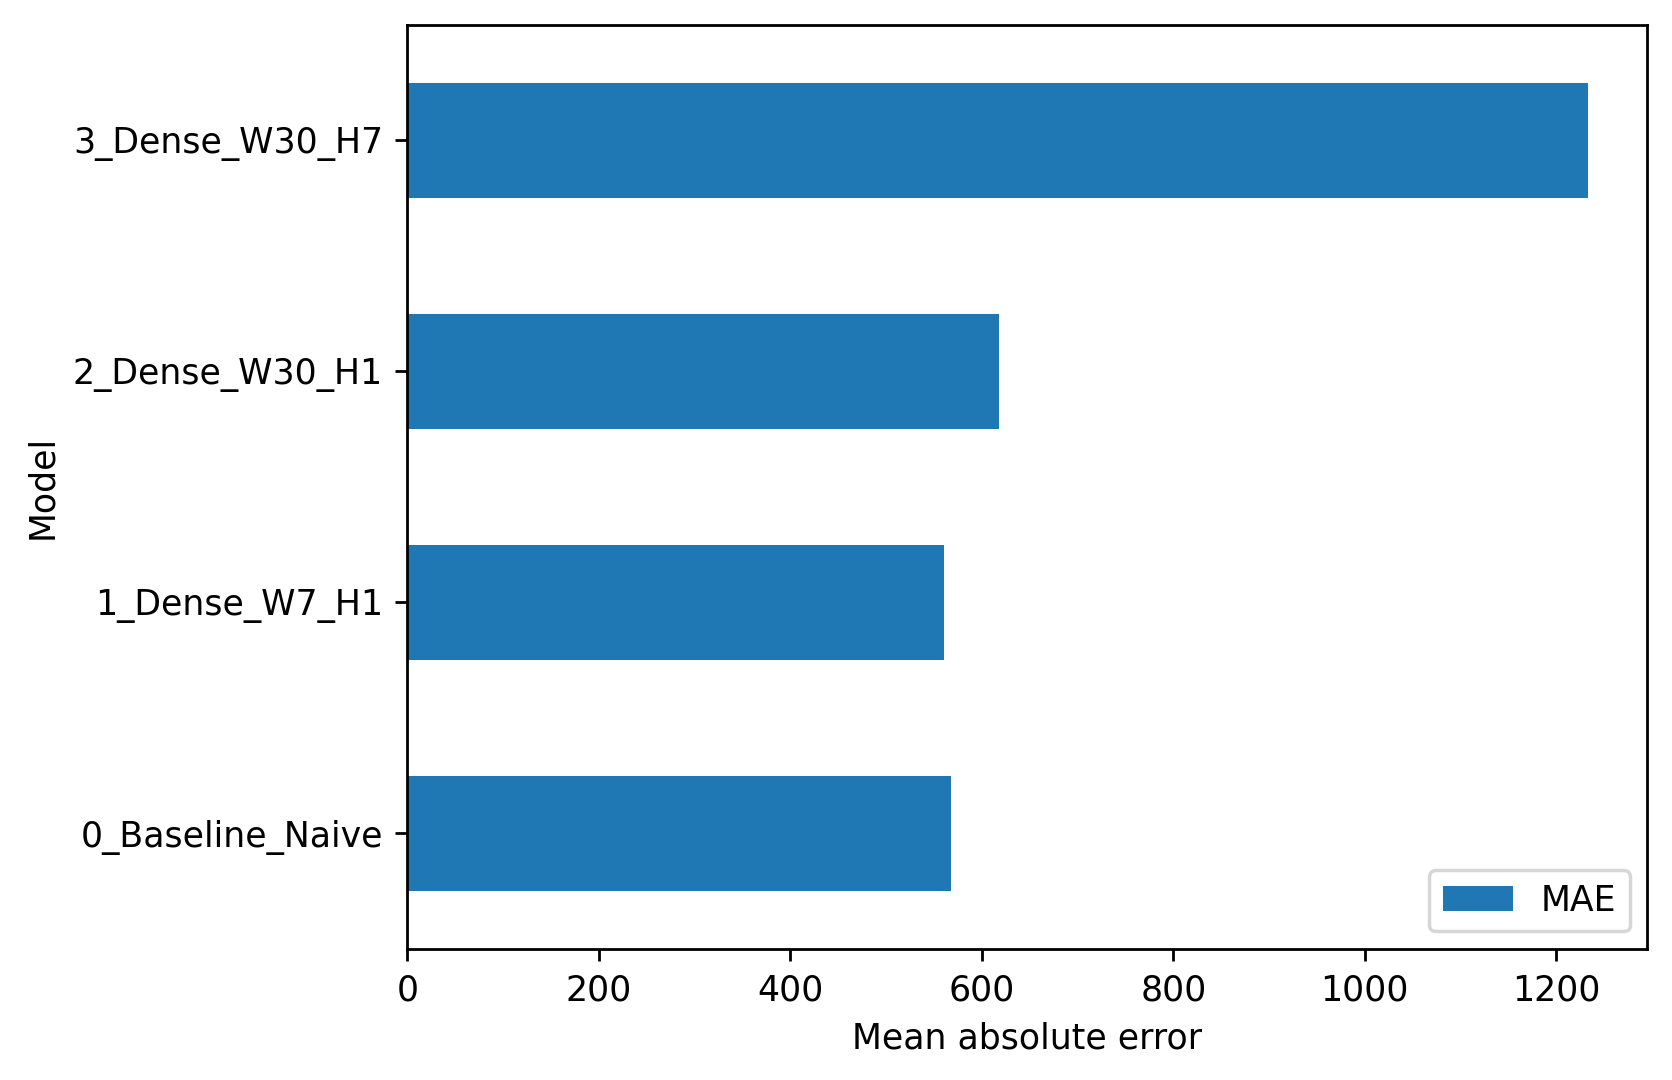 3_Dense_W30_H7
2_Dense_W30_H1
Model
1_Dense_W7_H1
0_Baseline_Naive
MAE
0 200 400 600 800 1000 1200
Mean absolute error